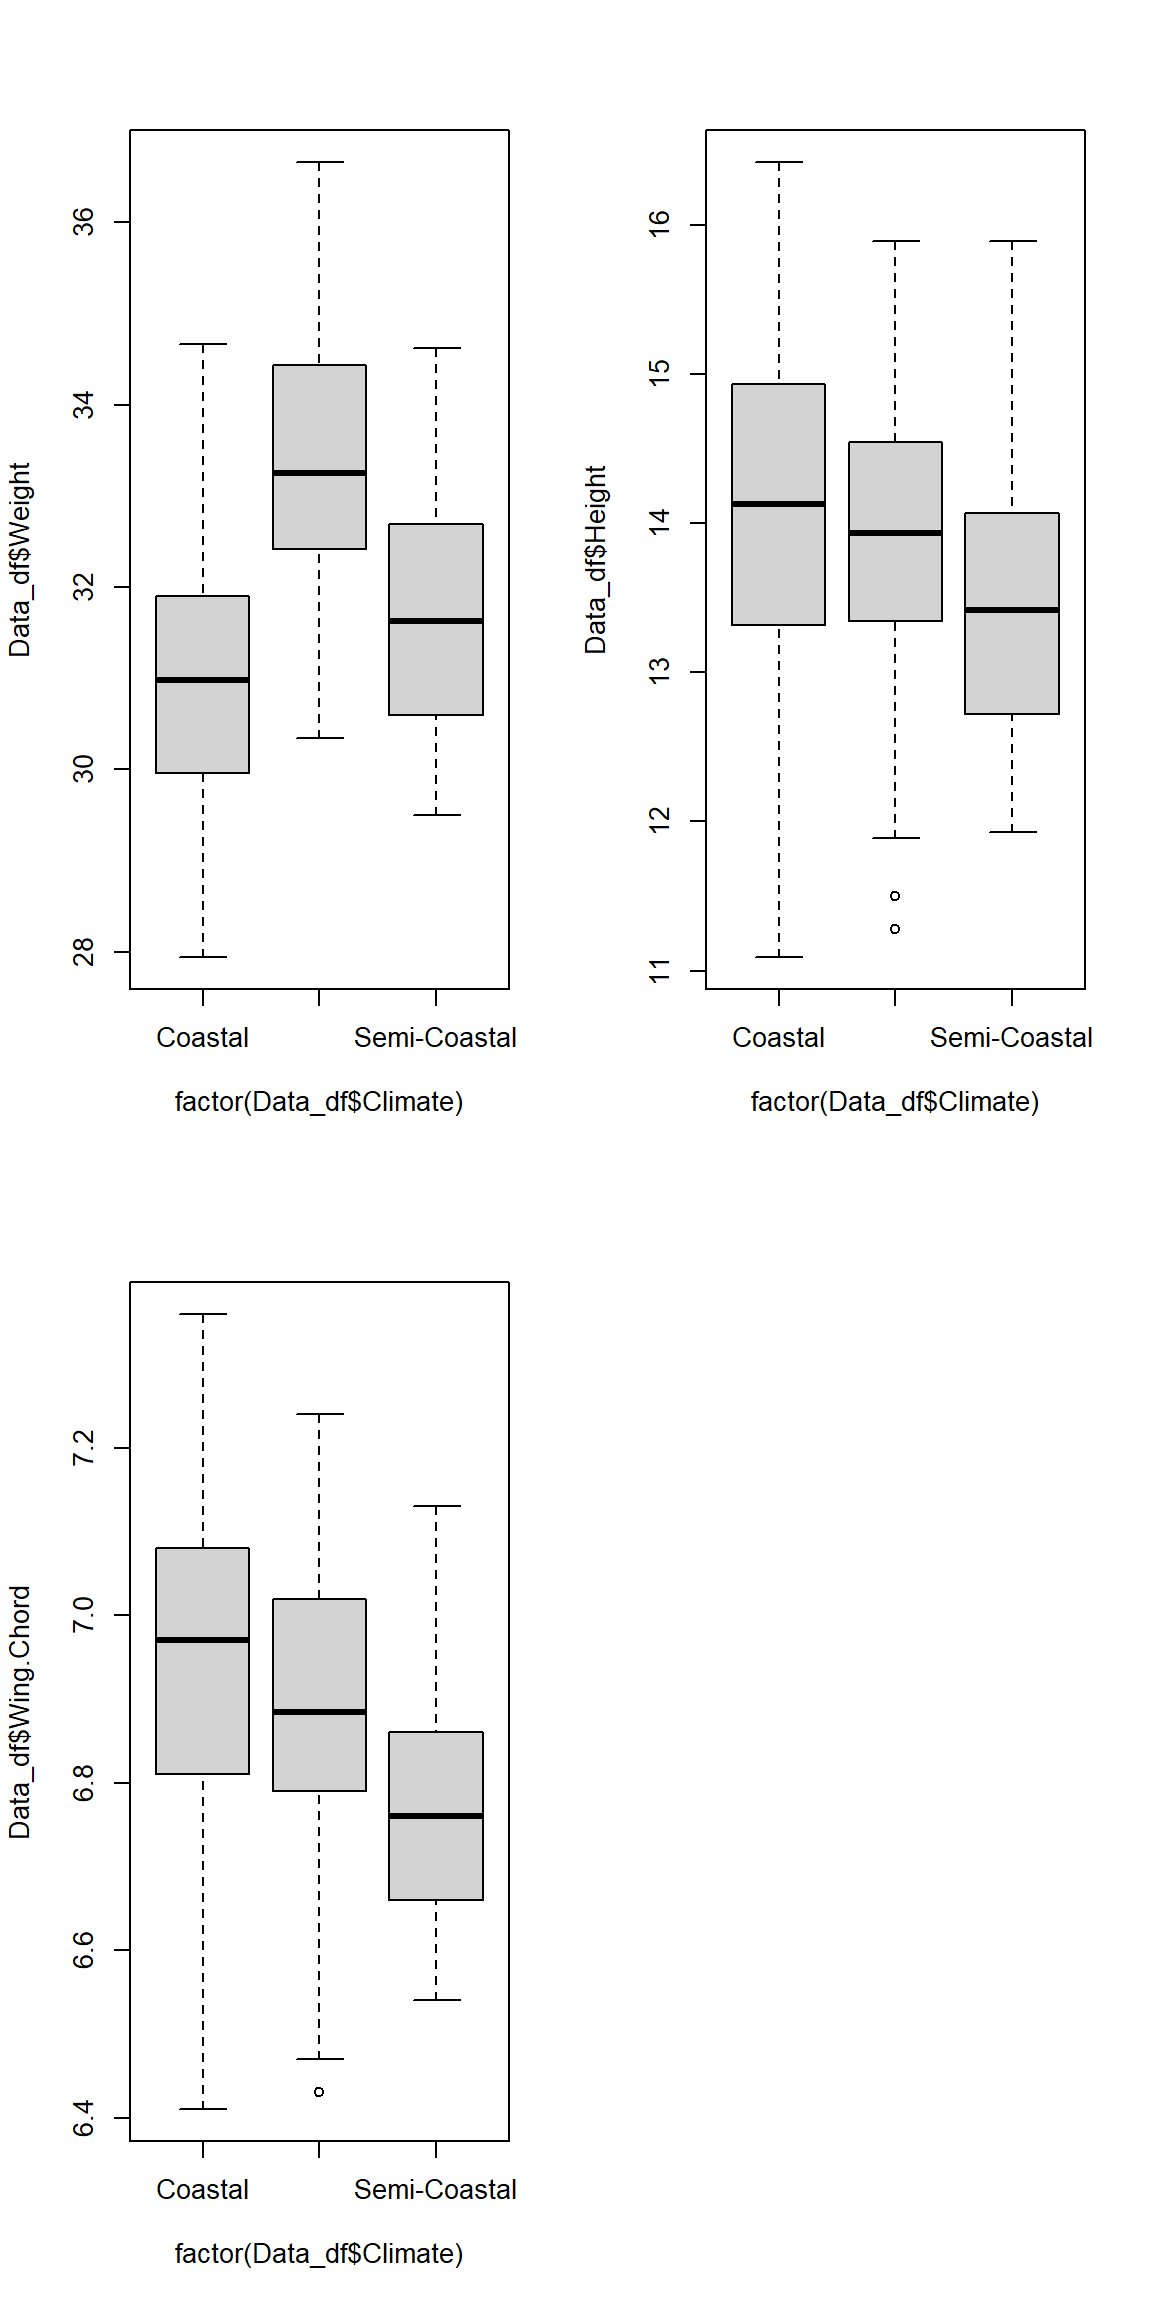 Data_df$Weight
36
34
32
30
28
Coastal
Semi-Coastal
factor(Data_df$Climate)
Data_df$Height
16
15
14
13
12
11
Coastal
Semi-Coastal
factor(Data_df$Climate)
Data_df$Wing.Chord
7.2
7.0
6.8
6.6
6.4
Coastal
Semi-Coastal
factor(Data_df$Climate)